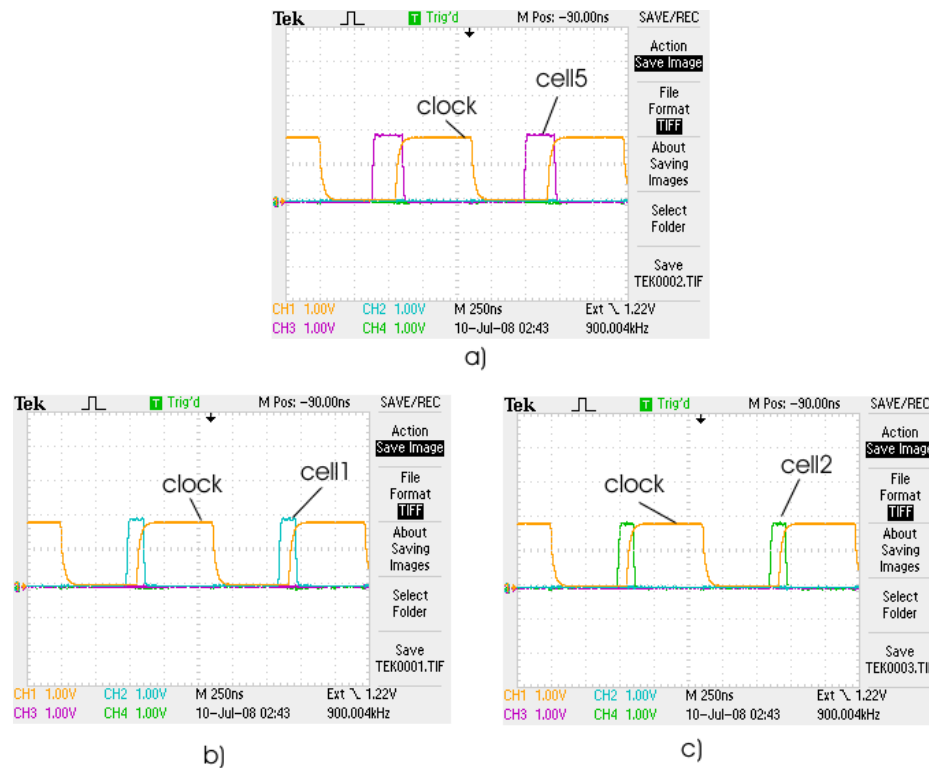 Tek T Trig'd M Pos: -90.00ns SAVE/REC
Action
Save Image
cell5
clock
File
Format
TIFF
About
Saving
Images
Select
Folder
Save
TEK0002.TIF
CH1 1.00V CH2 1.00V M 250ns Ext \ 1.22V
CH3 1.00V CH4 1.00V 10-Jul-08 02:43 900.004kHz
a)
Tek T Trig'd M Pos: -90.00ns SAVE/REC
Action
Save Image
clock cell1
File
Format
TIFF
About
Saving
Images
Select
Folder
Save
TEK0001.TIF
CH1 1.00V CH2 1.00V M 250ns Ext \ 1.22V
CH3 1.00V CH4 1.00V 10-Jul-08 02:43 900.004kHz
b)
Tek T Trig'd M Pos: -90.00ns SAVE/REC
Action
Save Image
clock cell2
File
Format
TIFF
About
Saving
Images
Select
Folder
Save
TEK0003.TIF
CH1 1.00V CH2 1.00V M 250ns Ext \ 1.22V
CH3 1.00V CH4 1.00V 10-Jul-08 02:43 900.004kHz
c)